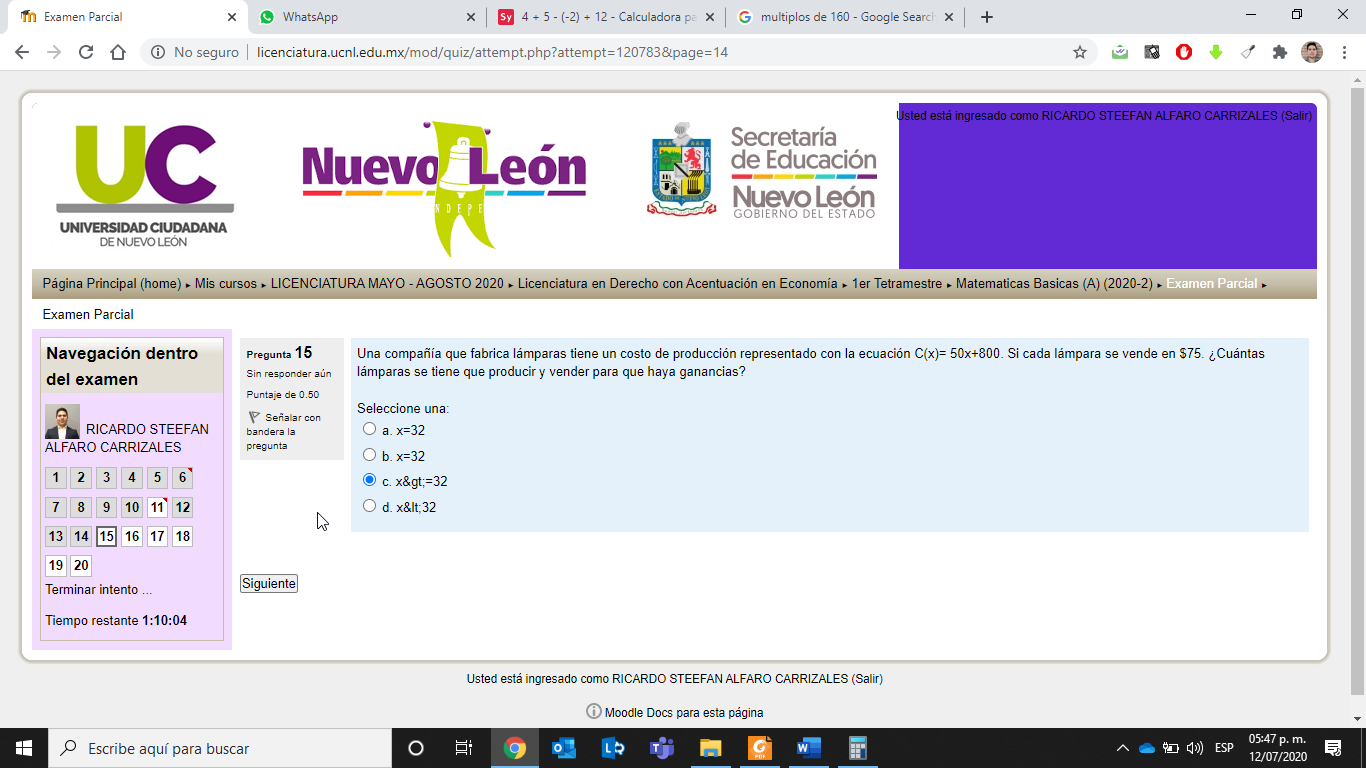 Examen Parcial
WhatsApp
4 + 5 - (-2) + 12 - Calculadora pa
multiplos de 160 - Google Search
No seguro
licenciatura.ucnl.edu.mx/mod/quiz/attempt.php?attempt=120783&page=14
Usted está ingresado como RICARDO STEEFAN ALFARO CARRIZALES (Salir)
UC
UNIVERSIDAD CIUDADANA
DE NUEVO LEÓN
Nuevo León
Secretaría
de Educación
Nuevo León
GOBIERNO DEL ESTADO
Página Principal (home) ► Mis cursos ► LICENCIATURA MAYO - AGOSTO 2020 ► Licenciatura en Derecho con Acentuación en Economía ► 1er Tetramestre ► Matematicas Basicas (A) (2020-2) ► Examen Parcial ►
Examen Parcial
Navegación dentro
del examen
RICARDO STEEFAN
ALFARO CARRIZALES
1 2 3 4 5 6
7 8 9 10 11 12
13 14 15 16 17 18
19 20
Terminar intento ...
Tiempo restante 1:10:04
Pregunta 15
Sin responder aún
Puntaje de 0.50
Señalar con
bandera la
pregunta
Una compañía que fabrica lámparas tiene un costo de producción representado con la ecuación C(x)= 50x+800. Si cada lámpara se vende en $75. ¿Cuántas
lámparas se tiene que producir y vender para que haya ganancias?
Seleccione una:
a. x=32
b. x=32
c. x&gt;=32
d. x&lt;32
Siguiente
Usted está ingresado como RICARDO STEEFAN ALFARO CARRIZALES (Salir)
Moodle Docs para esta página
Escribe aquí para buscar
ESP
05:47 p. m.
12/07/2020